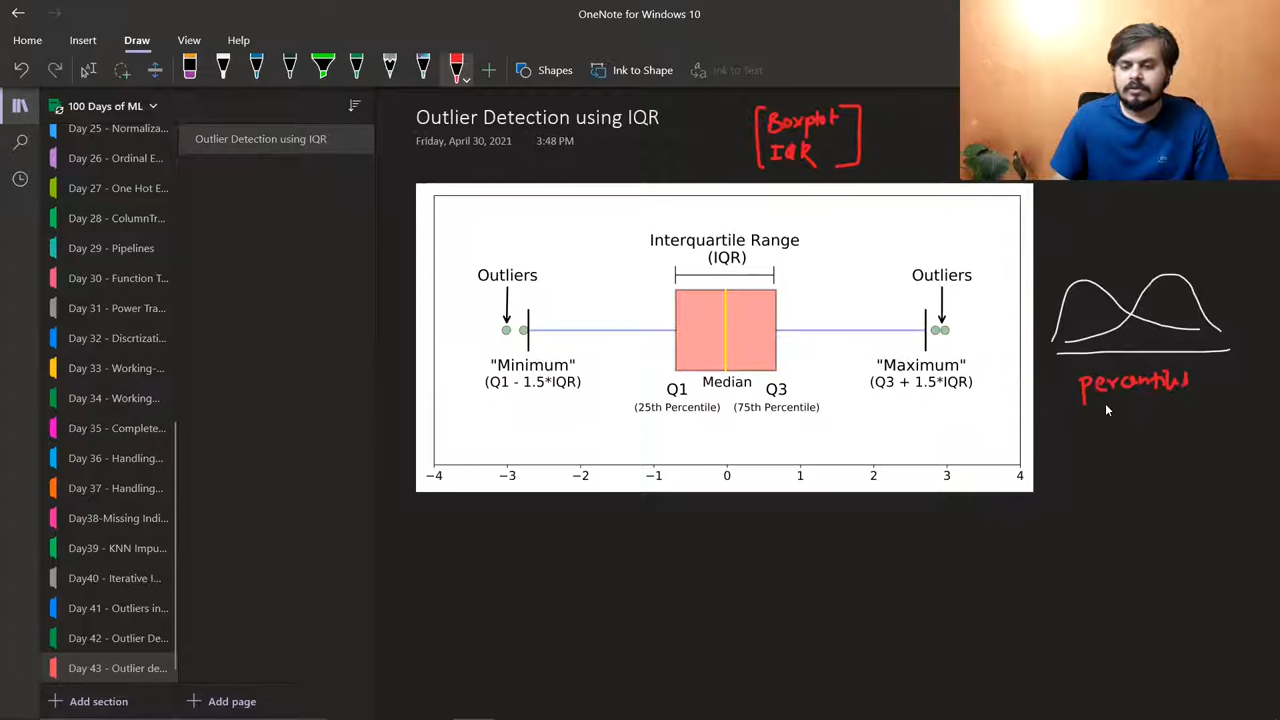 OneNote for Windows 10
Home Insert Draw View Help
Shapes Ink to Shape Ink to Text
100 Days of ML
Day 25 - Normaliza...
Day 26 - Ordinal E...
Day 27 - One Hot E...
Day 28 - ColumnTr...
Day 29 - Pipelines
Day 30 - Function T...
Day 31 - Power Tra...
Day 32 - Discrtizati...
Day 33 - Working-...
Day 34 - Working...
Day 35 - Complete...
Day 36 - Handling...
Day 37 - Handling...
Day38-Missing Indi...
Day39 - KNN Impu...
Day40 - Iterative I...
Day 41 - Outliers in...
Day 42 - Outlier De...
Day 43 - Outlier de...
Add section
Outlier Detection using IQR
Add page
Outlier Detection using IQR
Friday, April 30, 2021 3:48 PM
Boxplot
IQR
Interquartile Range
(IQR)
Outliers
Outliers
"Minimum"
(Q1 - 1.5*IQR)
"Maximum"
(Q3 + 1.5*IQR)
Q1
(25th Percentile)
Median
Q3
(75th Percentile)
−4 −3 −2 −1 0 1 2 3 4
percentiles